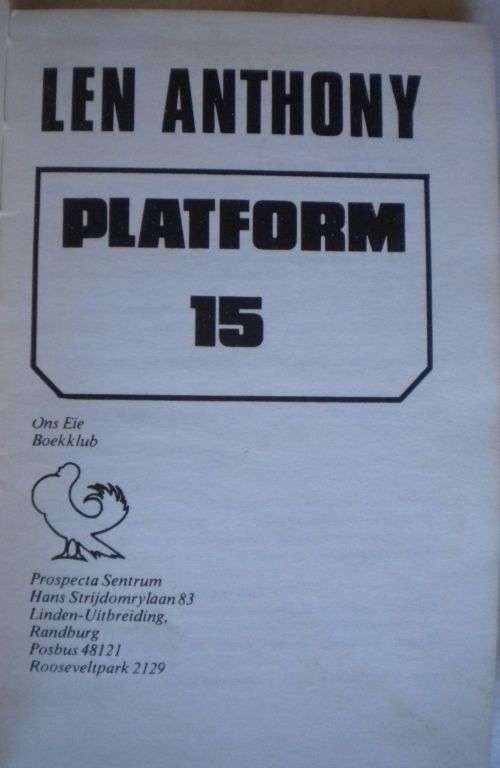 LEN ANTHONY
PLATFORM
15
Ons Eie
Boekklub
Prospecta Sentrum
Hans Strijdomrylaan 83
Linden-Uitbreiding,
Randburg
Posbus 48121
Rooseveltpark 2129